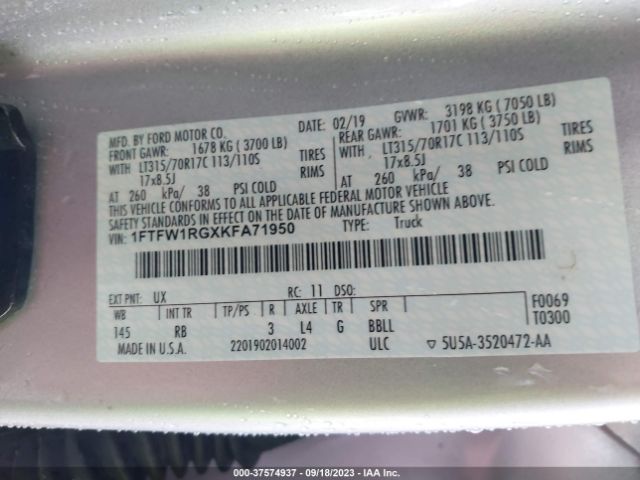 MFD. BY FORD MOTOR CO.
DATE: 02/19 GVWR: 3198 KG ( 7050 LB)
FRONT GAWR: 1678 KG ( 3700 LB)
REAR GAWR: 1701 KG ( 3750 LB)
WITH LT315/70R17C 113/110S TIRES
WITH LT315/70R17C 113/110S TIRES
17x8.5J RIMS
17x8.5J RIMS
AT 260 kPa/ 38 PSI COLD
AT 260 kPa/ 38 PSI COLD
THIS VEHICLE CONFORMS TO ALL APPLICABLE FEDERAL MOTOR VEHICLE
SAFETY STANDARDS IN EFFECT ON THE DATE OF MANUFACTURE SHOWN ABOVE.
VIN: 1FTFW1RGXKFA71950 TYPE: Truck
EXT PNT: UX RC: 11 DSO:
WB INT TR TP/PS R AXLE TR SPR
F0069
145 RB 3 L4 G BBLL
T0300
MADE IN U.S.A. 2201902014002 ULC ▽ 5U5A-3520472-AA
000-37574937 - 09/18/2023 - IAA Inc.